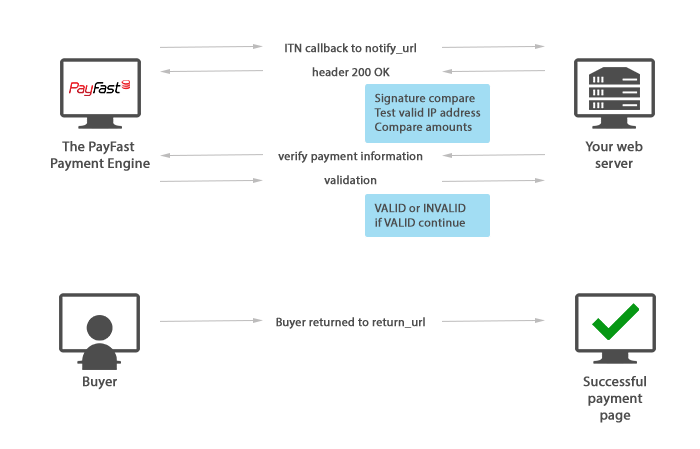 ITN callback to notify_url
header 200 OK
PayFast
Signature compare
Test valid IP address
Compare amounts
The PayFast
Payment Engine
Your web
server
verify payment information
validation
VALID or INVALID
if VALID continue
Buyer returned to return_url
Buyer
Successful
payment
page